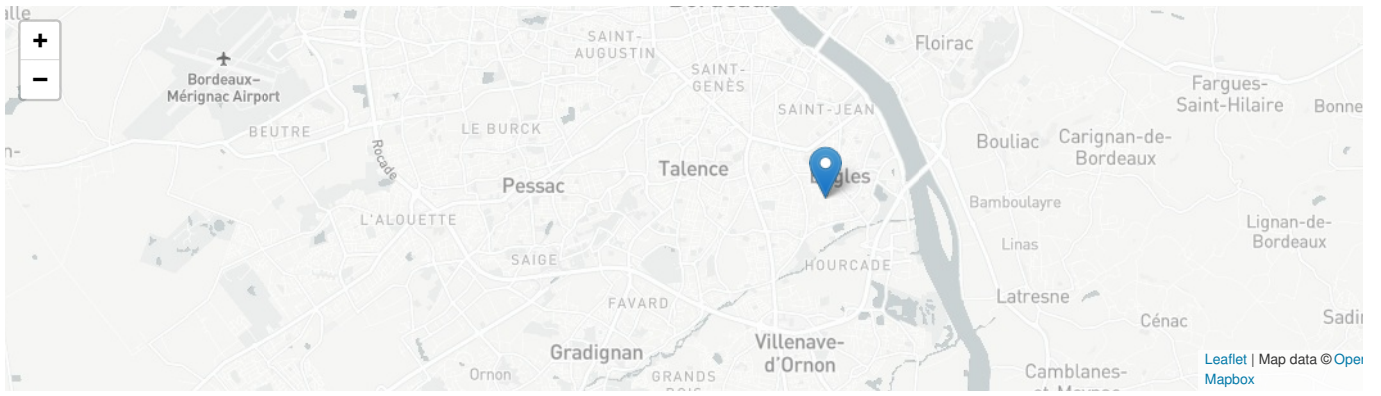 +
−
Bordeaux–
Mérignac Airport
BEUTRE
Rocade
SAINT-
AUGUSTIN
SAINT-
GENÈS
SAINT-JEAN
Floirac
Fargues-
Saint-Hilaire
LE BURCK
Talence
Pessac
L'ALOUETTE
Bouliac
Carignan-de-
Bordeaux
Bamboulayre
Linas
Lignan-de-
Bordeaux
SAIGE
HOURCADE
FAVARD
Latresne
Cénac
Villenave-
d'Ornon
Gradignan
Ornon
GRANDS
Camblanes-
Leaflet | Map data © Open
Mapbox